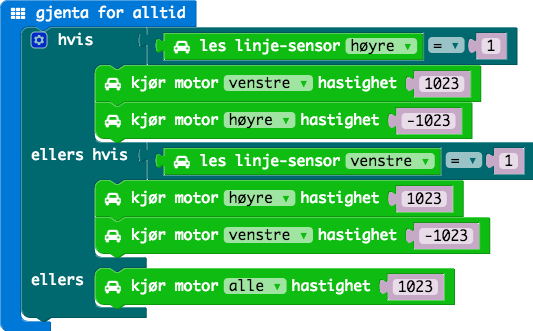 gjenta for alltid
hvis les linje-sensor høyre = 1
kjør motor venstre hastighet 1023
kjør motor høyre hastighet -1023
ellers hvis les linje-sensor venstre = 1
kjør motor høyre hastighet 1023
kjør motor venstre hastighet -1023
ellers kjør motor alle hastighet 1023